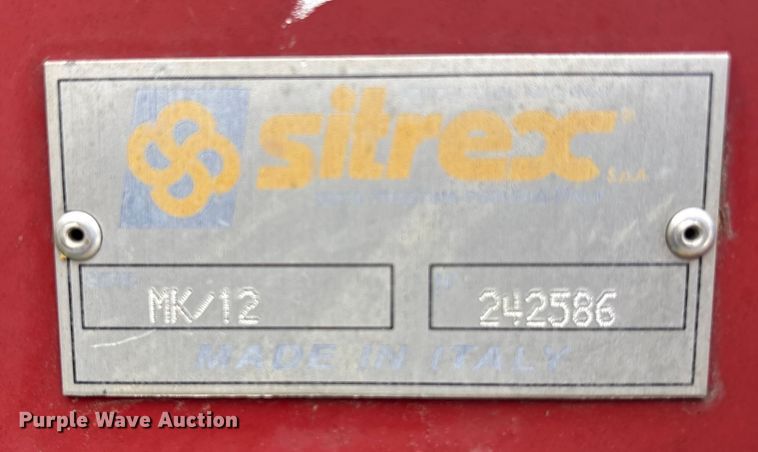 sitrex®
S.p.A.
MK/12
242586
MADE IN ITALY
Purple Wave Auction